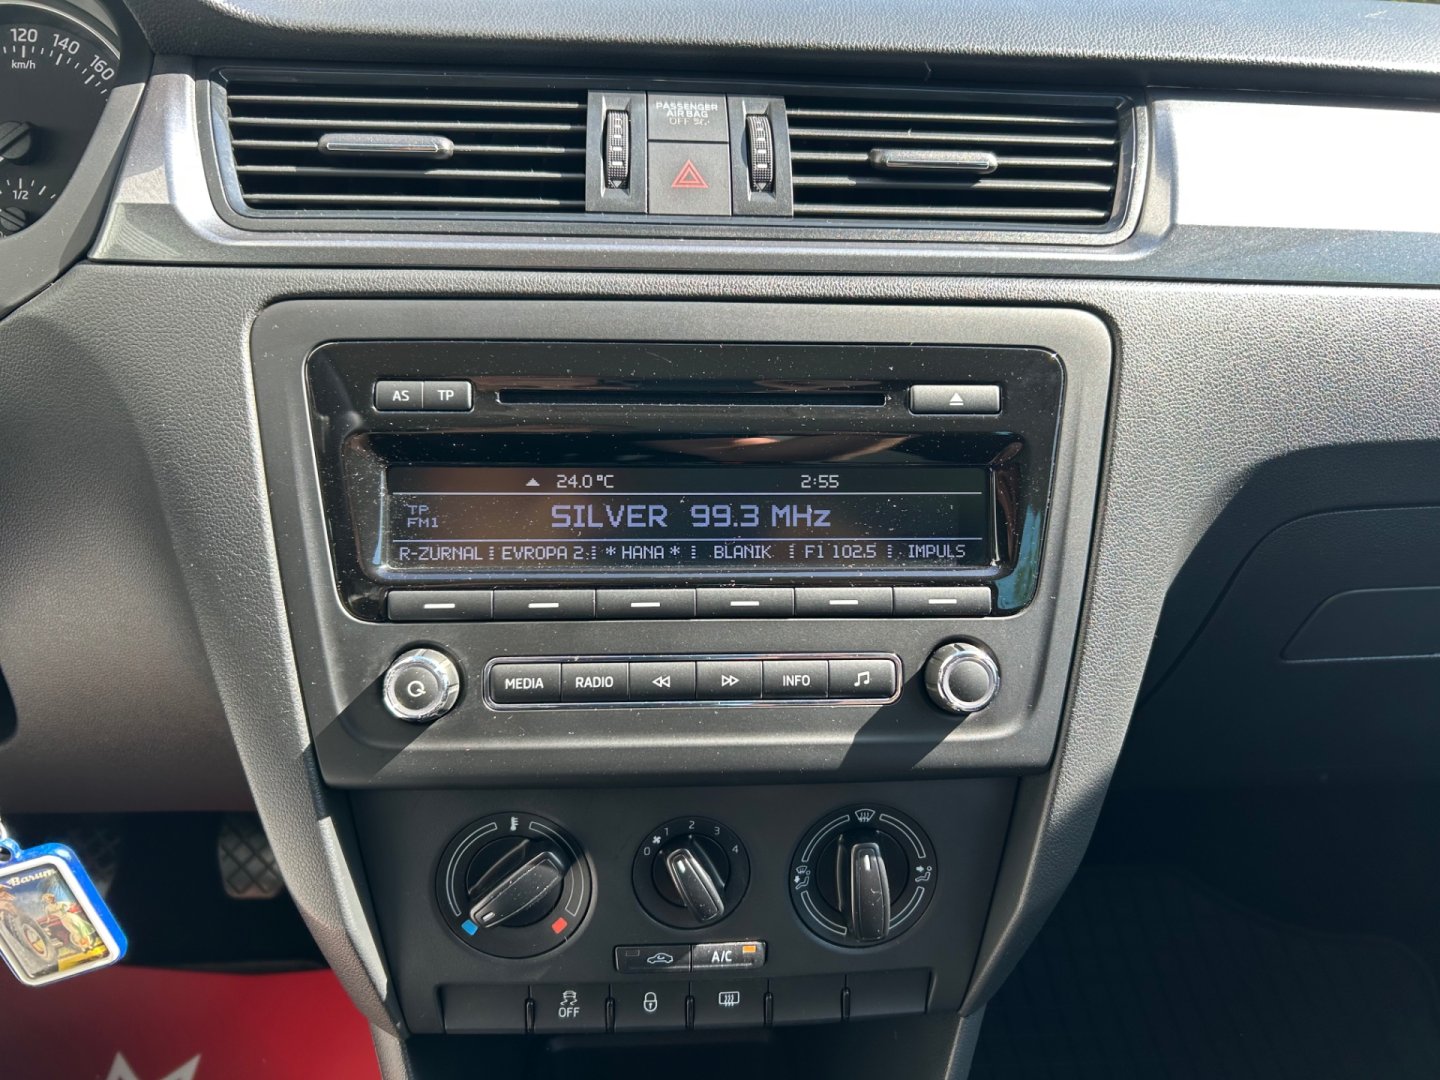 120
140
160
km/h
1/2
PASSENGER
AIR BAG
OFF
AS
TP
24.0 °C
2:55
TP
FM1
SILVER 99.3 MHz
R-ZURNAL EVROPA 2 * HANA * BLANIK F1 102.5 IMPULS
MEDIA
RADIO
INFO
0
1
2
3
4
A/C
OFF
Barum